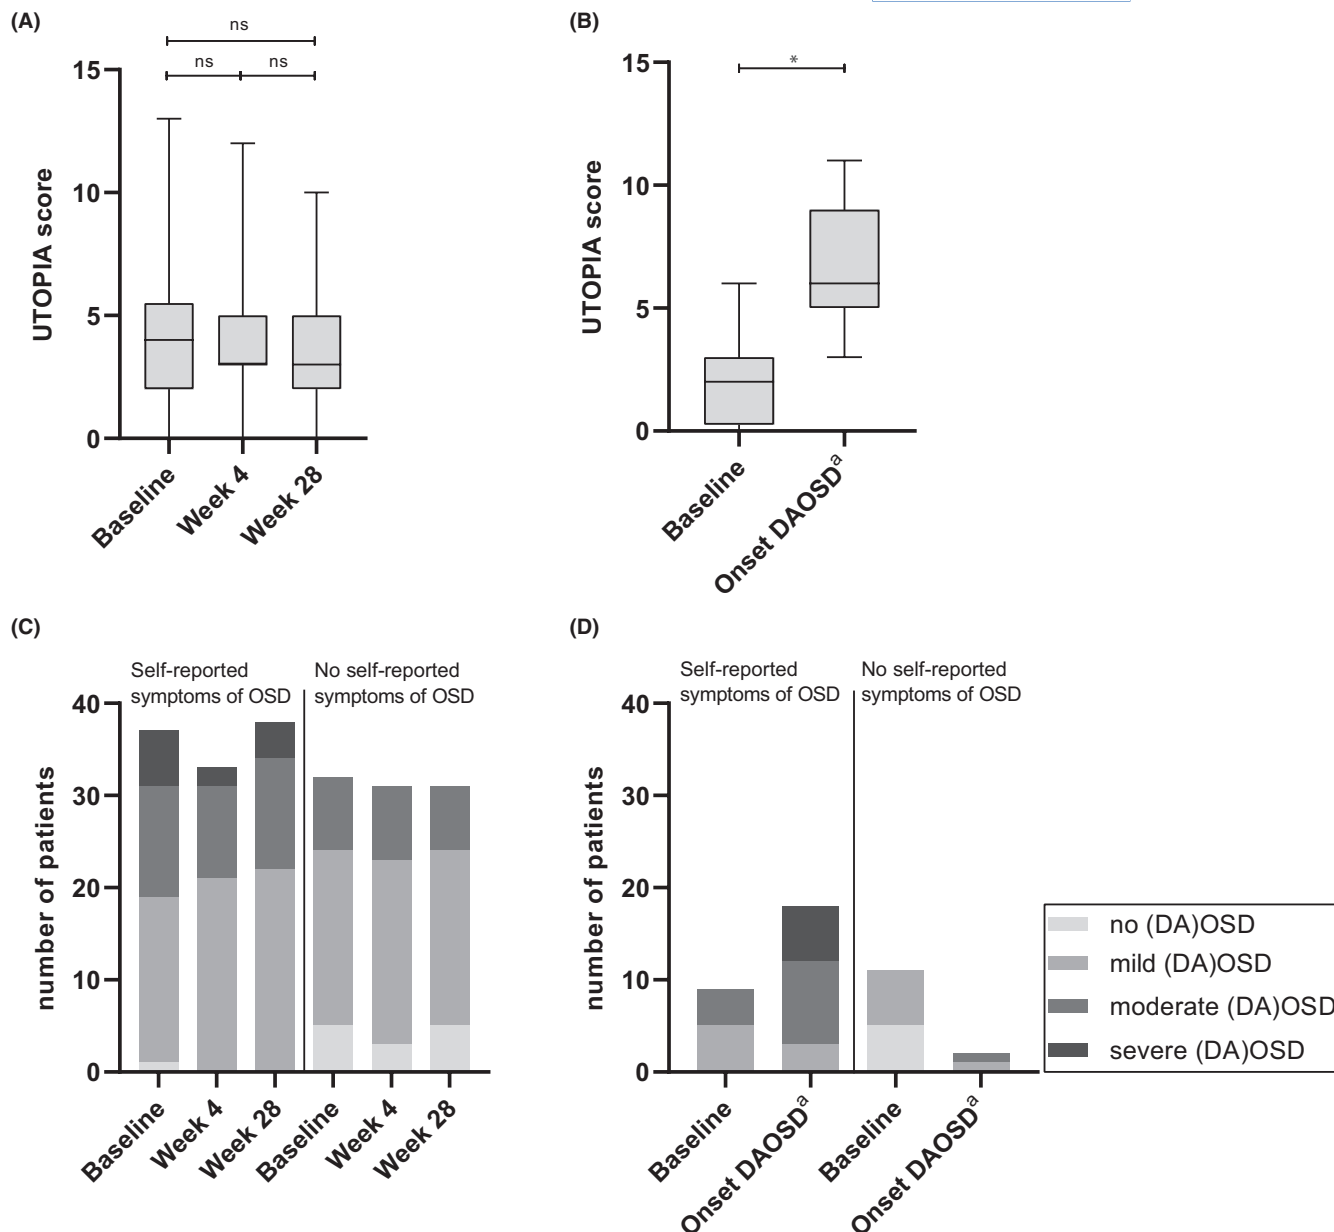 (A)
ns
ns
ns
15
10
5
0
UTOPIA score
Baseline
Week 4
Week 28
(B)
*
15
10
5
0
UTOPIA score
Baseline
Onset DAOSDᵃ
(C)
Self-reported
symptoms of OSD
No self-reported
symptoms of OSD
40
30
20
10
0
number of patients
Baseline
Week 4
Week 28
Baseline
Week 4
Week 28
(D)
Self-reported
symptoms of OSD
No self-reported
symptoms of OSD
40
30
20
10
0
number of patients
Baseline
Onset DAOSDᵃ
Baseline
Onset DAOSDᵃ
no (DA)OSD
mild (DA)OSD
moderate (DA)OSD
severe (DA)OSD